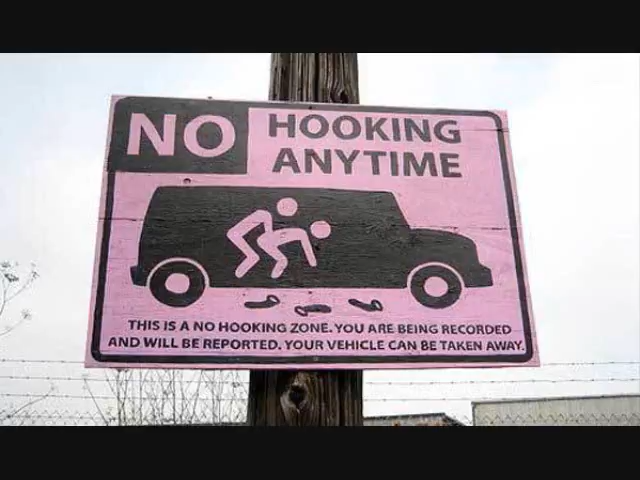 NO HOOKING
ANYTIME
THIS IS A NO HOOKING ZONE. YOU ARE BEING RECORDED
AND WILL BE REPORTED. YOUR VEHICLE CAN BE TAKEN AWAY.